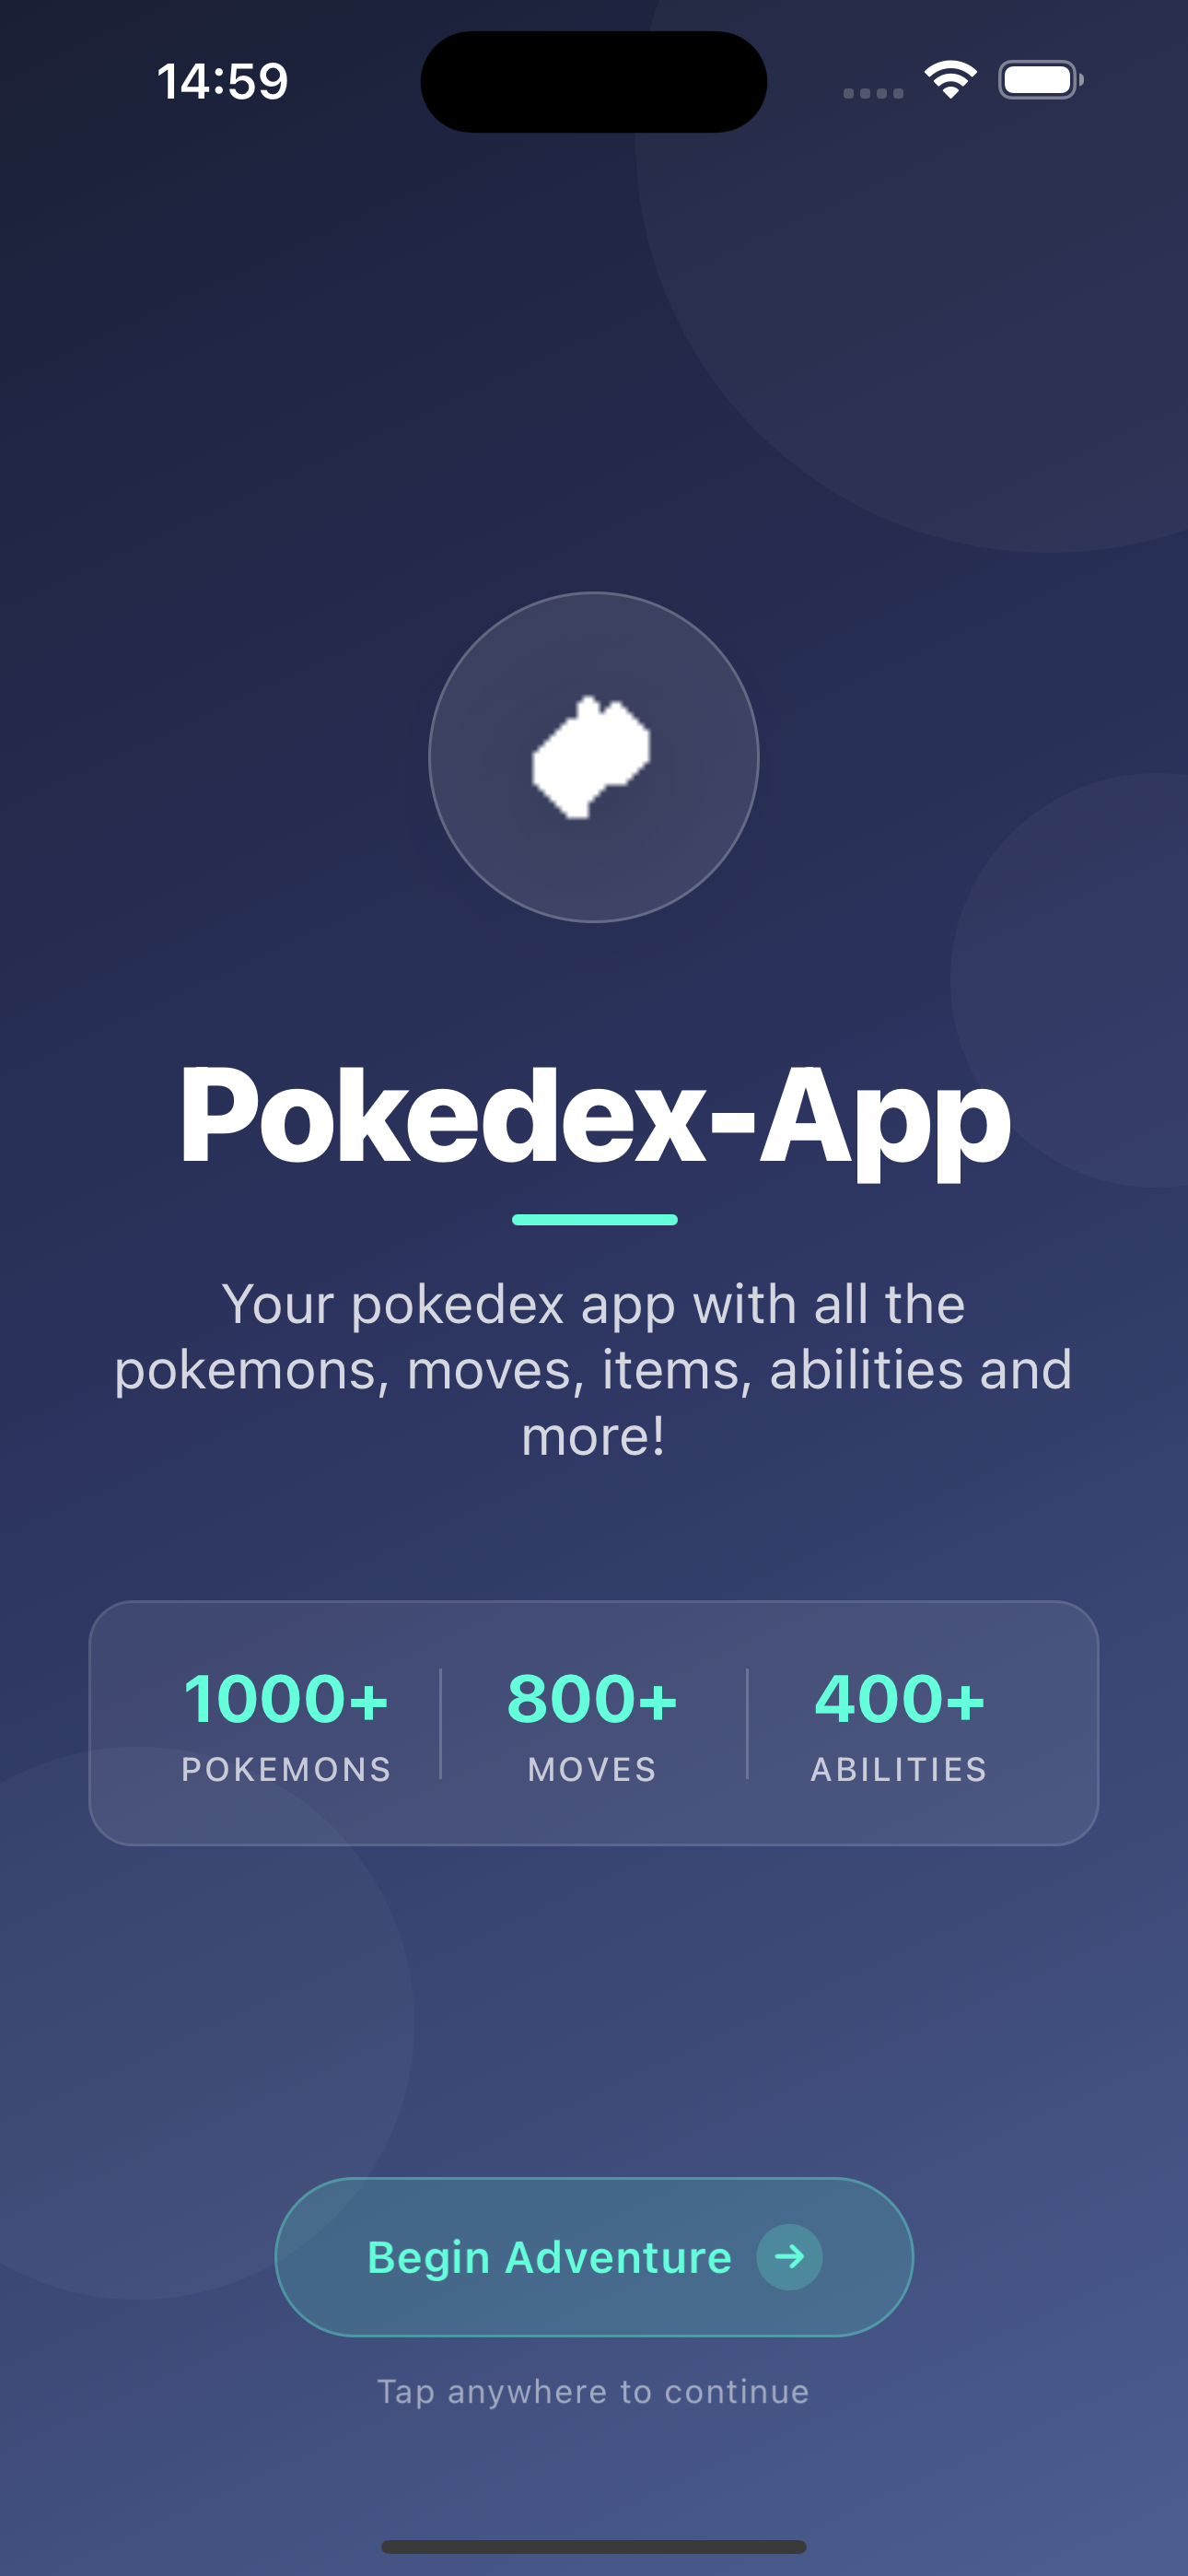 14:59
Pokedex-App
Your pokedex app with all the
pokemons, moves, items, abilities and
more!
1000+ 800+ 400+
POKEMONS MOVES ABILITIES
Begin Adventure
Tap anywhere to continue